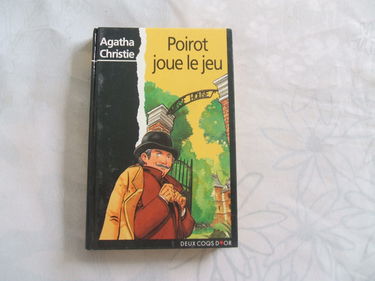 Agatha
Christie
Poirot
joue le jeu
DEUX COQS D♥OR